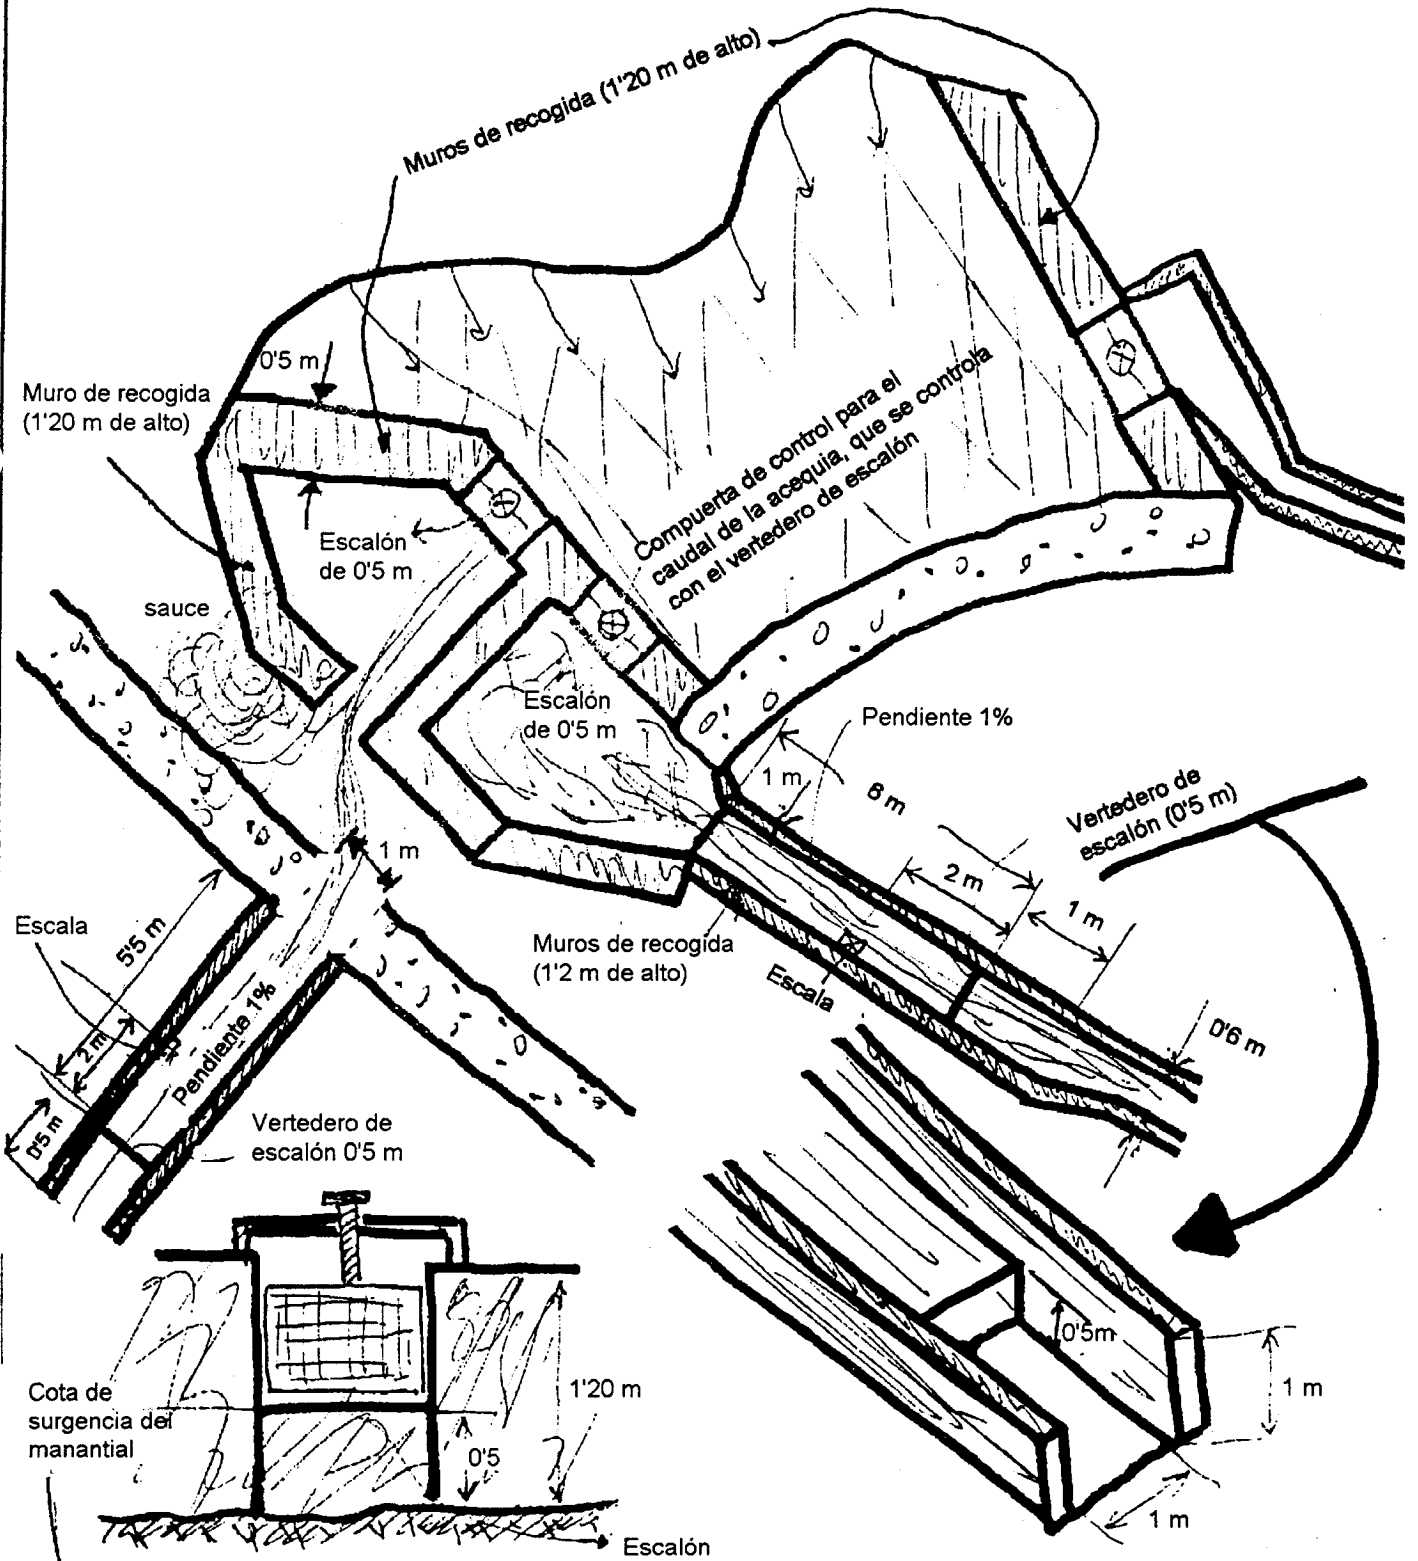 Muros de recogida (1'20 m de alto)
0'5 m
Muro de recogida
(1'20 m de alto)
Compuerta de control para el
caudal de la acequia, que se controla
con el vertedero de escalón
Escalón
de 0'5 m
sauce
Escalón
de 0'5 m
Pendiente 1%
1 m
6 m
Vertedero de
escalón (0'5 m)
1 m
2 m
1 m
Escala
5'5 m
Muros de recogida
(1'2 m de alto)
Escala
2 m
Pendiente 1%
0'6 m
0'5 m
Vertedero de
escalón 0'5 m
0'5m
1 m
1'20 m
Cota de
surgencia del
manantial
0'5
1 m
Escalón